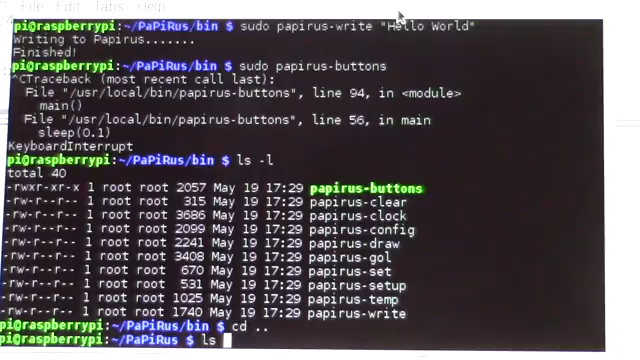 File Edit Tabs Help
pi@raspberrypi:~/PaPiRus/bin $ sudo papirus-write "Hello World"
Writing to Papirus.......
Finished!
pi@raspberrypi:~/PaPiRus/bin $ sudo papirus-buttons
^CTraceback (most recent call last):
File "/usr/local/bin/papirus-buttons", line 94, in <module>
main()
File "/usr/local/bin/papirus-buttons", line 56, in main
sleep(0.1)
KeyboardInterrupt
pi@raspberrypi:~/PaPiRus/bin $ ls -l
total 40
-rwxr-xr-x 1 root root 2057 May 19 17:29 papirus-buttons
-rw-r--r-- 1 root root 315 May 19 17:29 papirus-clear
-rw-r--r-- 1 root root 3686 May 19 17:29 papirus-clock
-rw-r--r-- 1 root root 2099 May 19 17:29 papirus-config
-rw-r--r-- 1 root root 2241 May 19 17:29 papirus-draw
-rw-r--r-- 1 root root 3408 May 19 17:29 papirus-gol
-rw-r--r-- 1 root root 670 May 19 17:29 papirus-set
-rw-r--r-- 1 root root 531 May 19 17:29 papirus-setup
-rw-r--r-- 1 root root 1025 May 19 17:29 papirus-temp
-rw-r--r-- 1 root root 1740 May 19 17:29 papirus-write
pi@raspberrypi:~/PaPiRus/bin $ cd ..
pi@raspberrypi:~/PaPiRus $ ls